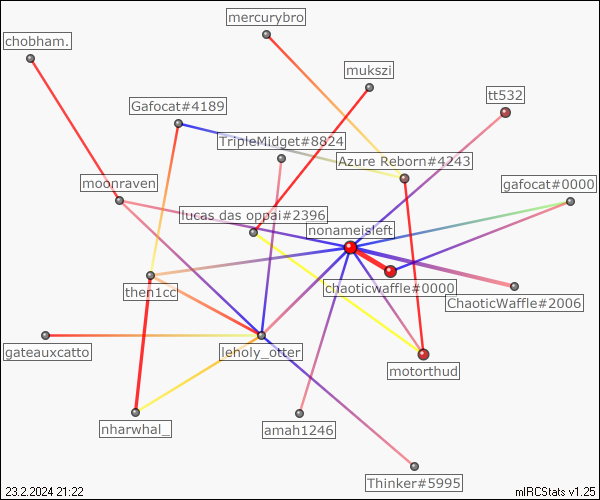 mercurybro
chobham.
mukszi
tt532
Gafocat#4189
TripleMidget#8824
Azure Reborn#4243
moonraven
gafocat#0000
lucas das oppai#2396
nonameisleft
then1cc
chaoticwaffle#0000
ChaoticWaffle#2006
gateauxcatto
leholy_otter
motorthud
nharwhal_
amah1246
Thinker#5995
23.2.2024 21:22
mIRCStats v1.25